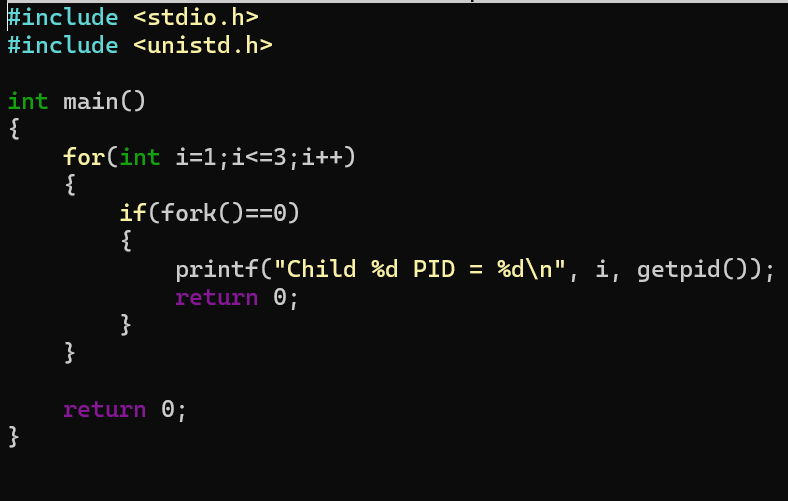 #include <stdio.h>
#include <unistd.h>

int main()
{
    for(int i=1;i<=3;i++)
    {
        if(fork()==0)
        {
            printf("Child %d PID = %d\n", i, getpid());
            return 0;
        }
    }

    return 0;
}